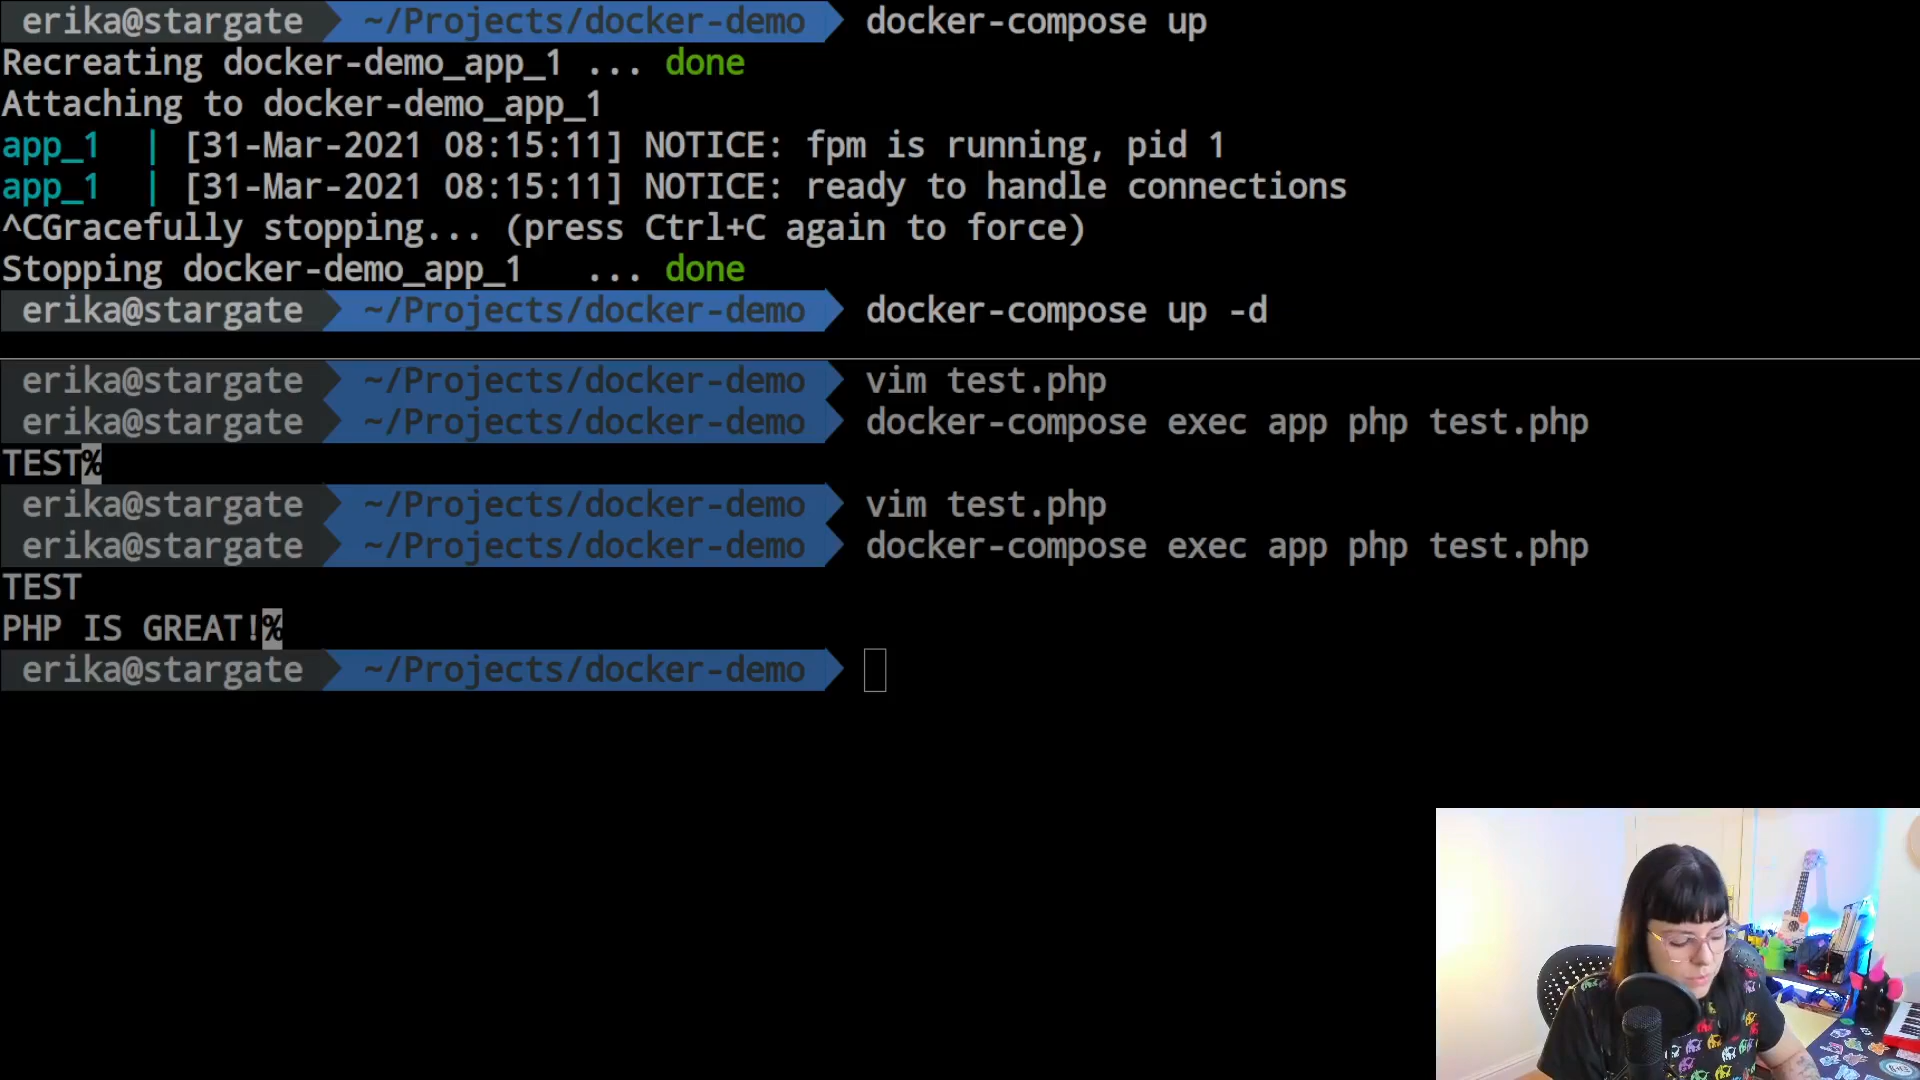 erika@stargate ~/Projects/docker-demo docker-compose up
Recreating docker-demo_app_1 ... done
Attaching to docker-demo_app_1
app_1 | [31-Mar-2021 08:15:11] NOTICE: fpm is running, pid 1
app_1 | [31-Mar-2021 08:15:11] NOTICE: ready to handle connections
^CGracefully stopping... (press Ctrl+C again to force)
Stopping docker-demo_app_1 ... done
erika@stargate ~/Projects/docker-demo docker-compose up -d
erika@stargate ~/Projects/docker-demo vim test.php
erika@stargate ~/Projects/docker-demo docker-compose exec app php test.php
TEST%
erika@stargate ~/Projects/docker-demo vim test.php
erika@stargate ~/Projects/docker-demo docker-compose exec app php test.php
TEST
PHP IS GREAT!%
erika@stargate ~/Projects/docker-demo